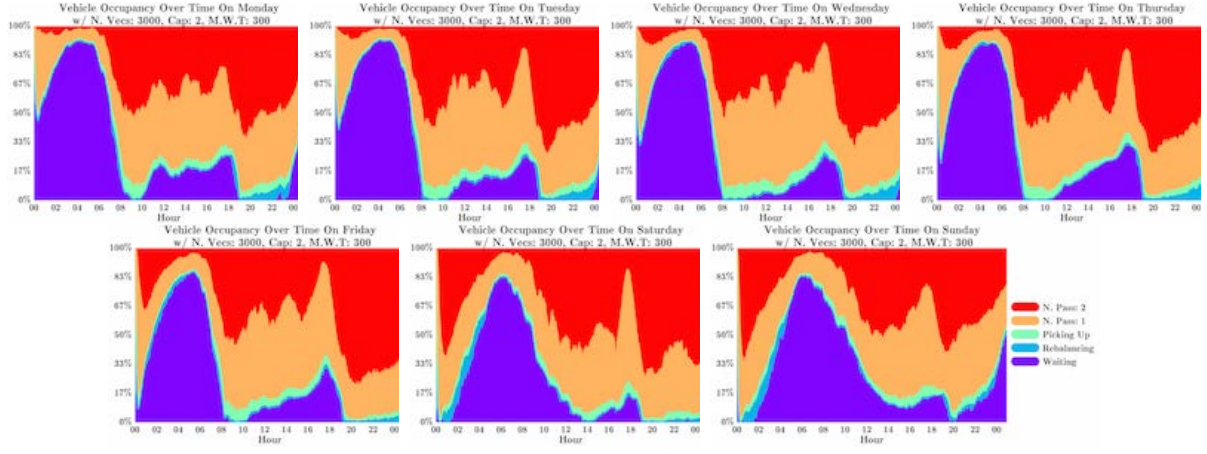 Vehicle Occupancy Over Time On Monday
w/ N. Vecs: 3000, Cap: 2, M.W.T: 300
100%
83%
67%
50%
33%
17%
0%
00 02 04 06 08 10 12 14 16 18 20 22 00
Hour
Vehicle Occupancy Over Time On Tuesday
w/ N. Vecs: 3000, Cap: 2, M.W.T: 300
100%
83%
67%
50%
33%
17%
0%
00 02 04 06 08 10 12 14 16 18 20 22 00
Hour
Vehicle Occupancy Over Time On Wednesday
w/ N. Vecs: 3000, Cap: 2, M.W.T: 300
100%
83%
67%
50%
33%
17%
0%
00 02 04 06 08 10 12 14 16 18 20 22 00
Hour
Vehicle Occupancy Over Time On Thursday
w/ N. Vecs: 3000, Cap: 2, M.W.T: 300
100%
83%
67%
50%
33%
17%
0%
00 02 04 06 08 10 12 14 16 18 20 22 00
Hour
Vehicle Occupancy Over Time On Friday
w/ N. Vecs: 3000, Cap: 2, M.W.T: 300
100%
83%
67%
50%
33%
17%
0%
00 02 04 06 08 10 12 14 16 18 20 22 00
Hour
Vehicle Occupancy Over Time On Saturday
w/ N. Vecs: 3000, Cap: 2, M.W.T: 300
100%
83%
67%
50%
33%
17%
0%
00 02 04 06 08 10 12 14 16 18 20 22 00
Hour
Vehicle Occupancy Over Time On Sunday
w/ N. Vecs: 3000, Cap: 2, M.W.T: 300
100%
83%
67%
50%
33%
17%
0%
00 02 04 06 08 10 12 14 16 18 20 22 00
Hour
N. Pass: 2
N. Pass: 1
Picking Up
Rebalancing
Waiting